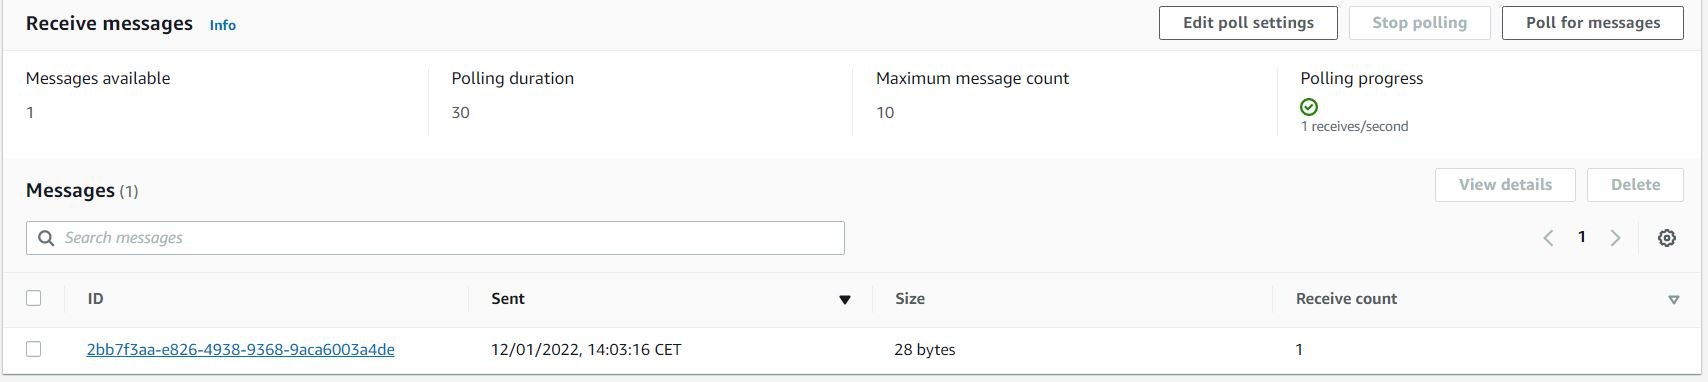 Receive messages Info Edit poll settings Stop polling Poll for messages
Messages available Polling duration Maximum message count Polling progress
1 30 10
1 receives/second
Messages (1) View details Delete
Search messages 1
ID Sent Size Receive count
2bb7f3aa-e826-4938-9368-9aca6003a4de 12/01/2022, 14:03:16 CET 28 bytes 1